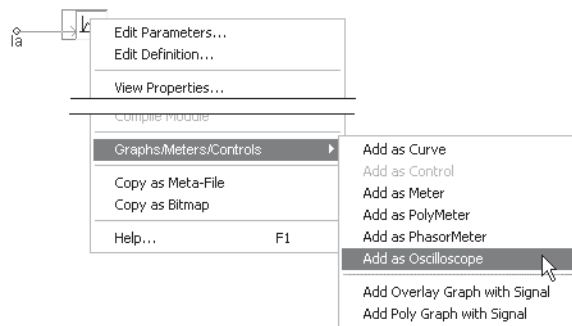 Ia
Edit Parameters...
Edit Definition...
View Properties...
Compile Module
Graphs/Meters/Controls
Copy as Meta-File
Copy as Bitmap
Help... F1
Add as Curve
Add as Control
Add as Meter
Add as PolyMeter
Add as PhasorMeter
Add as Oscilloscope
Add Overlay Graph with Signal
Add Poly Graph with Signal